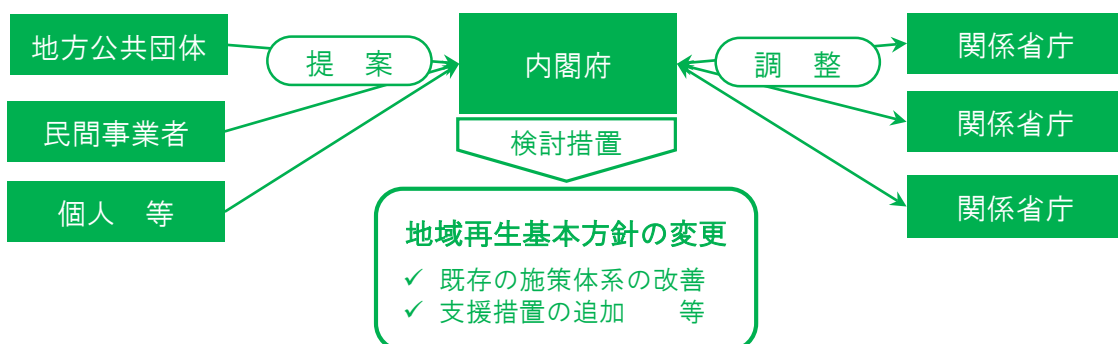 地方公共団体
民間事業者
個人　等
提　案
内閣府
検討措置
調　整
関係省庁
関係省庁
関係省庁
地域再生基本方針の変更
✓ 既存の施策体系の改善
✓ 支援措置の追加　　等